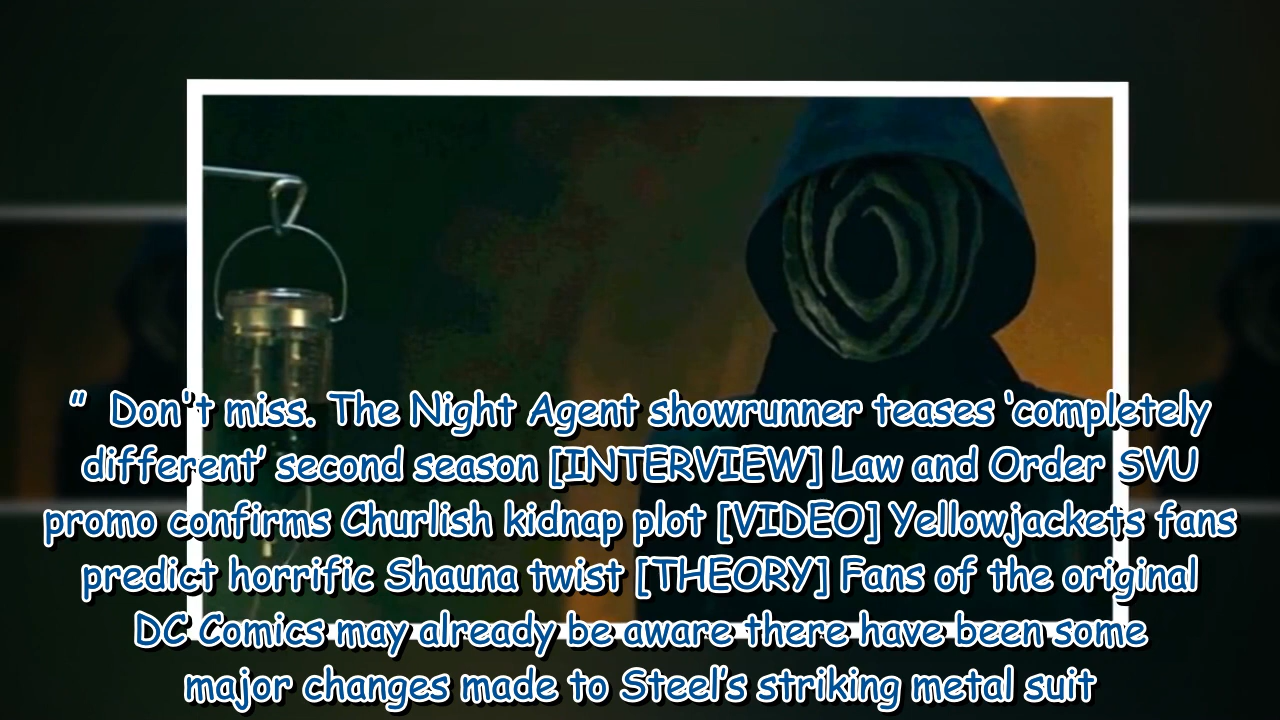 ”  Don't miss. The Night Agent showrunner teases ‘completely
different’ second season [INTERVIEW] Law and Order SVU
promo confirms Churlish kidnap plot [VIDEO] Yellowjackets fans
predict horrific Shauna twist [THEORY] Fans of the original
DC Comics may already be aware there have been some
major changes made to Steel’s striking metal suit